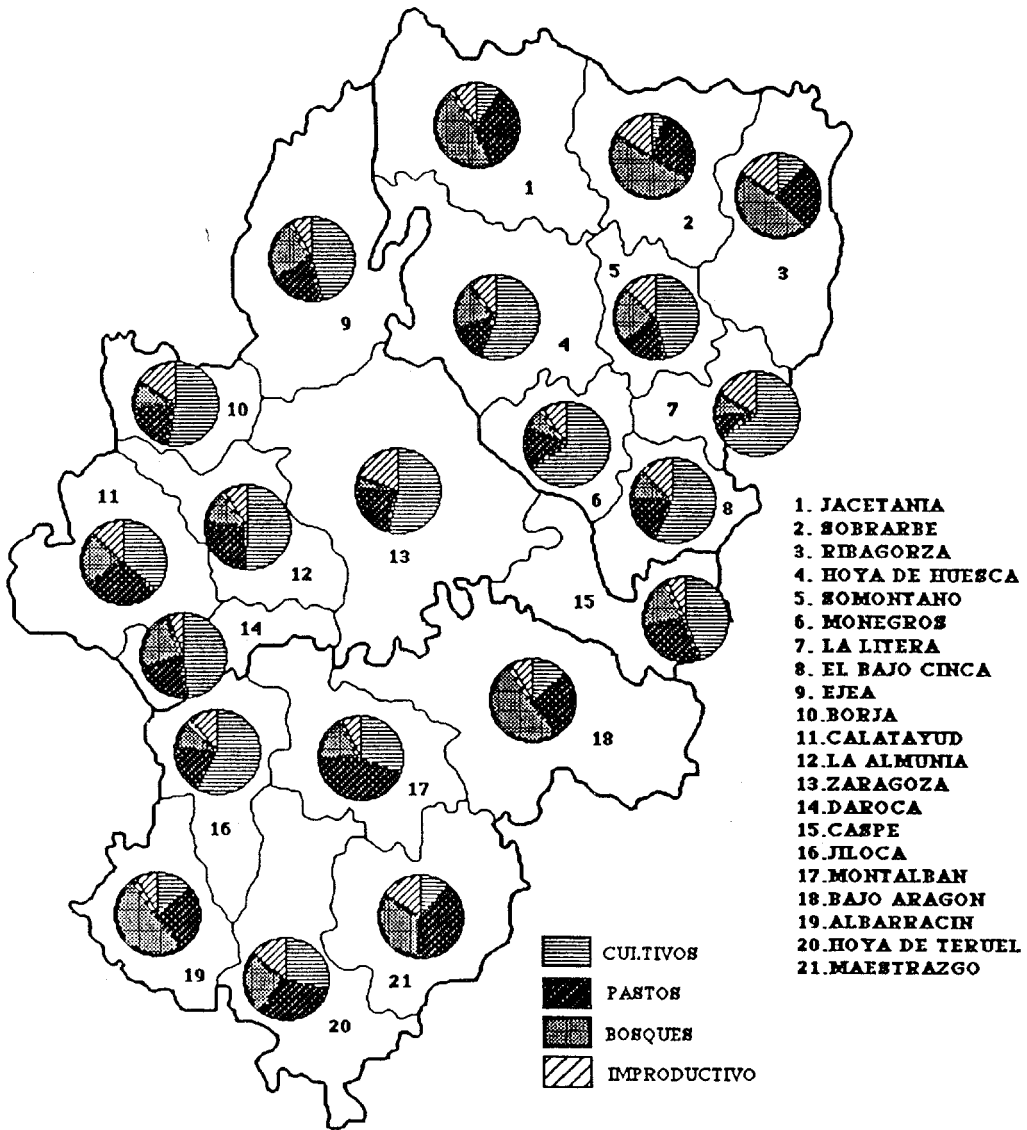 1
2
3
5
9
4
10
7
11
6
8
13
12
15
14
18
17
16
19
21
20
1. JACETANIA
2. SOBRARBE
3. RIBAGORZA
4. HOYA DE HUESCA
5. SOMONTANO
6. MONEGROS
7. LA LITERA
8. EL BAJO CINCA
9. EJEA
10.BORJA
11.CALATAYUD
12.LA ALMUNIA
13.ZARAGOZA
14.DAROCA
15.CASPE
16.JILOCA
17.MONTALBAN
18.BAJO ARAGON
19.ALBARRACIN
20.HOYA DE TERUEL
21.MAESTRAZGO
CULTIVOS
PASTOS
BOSQUES
IMPRODUCTIVO